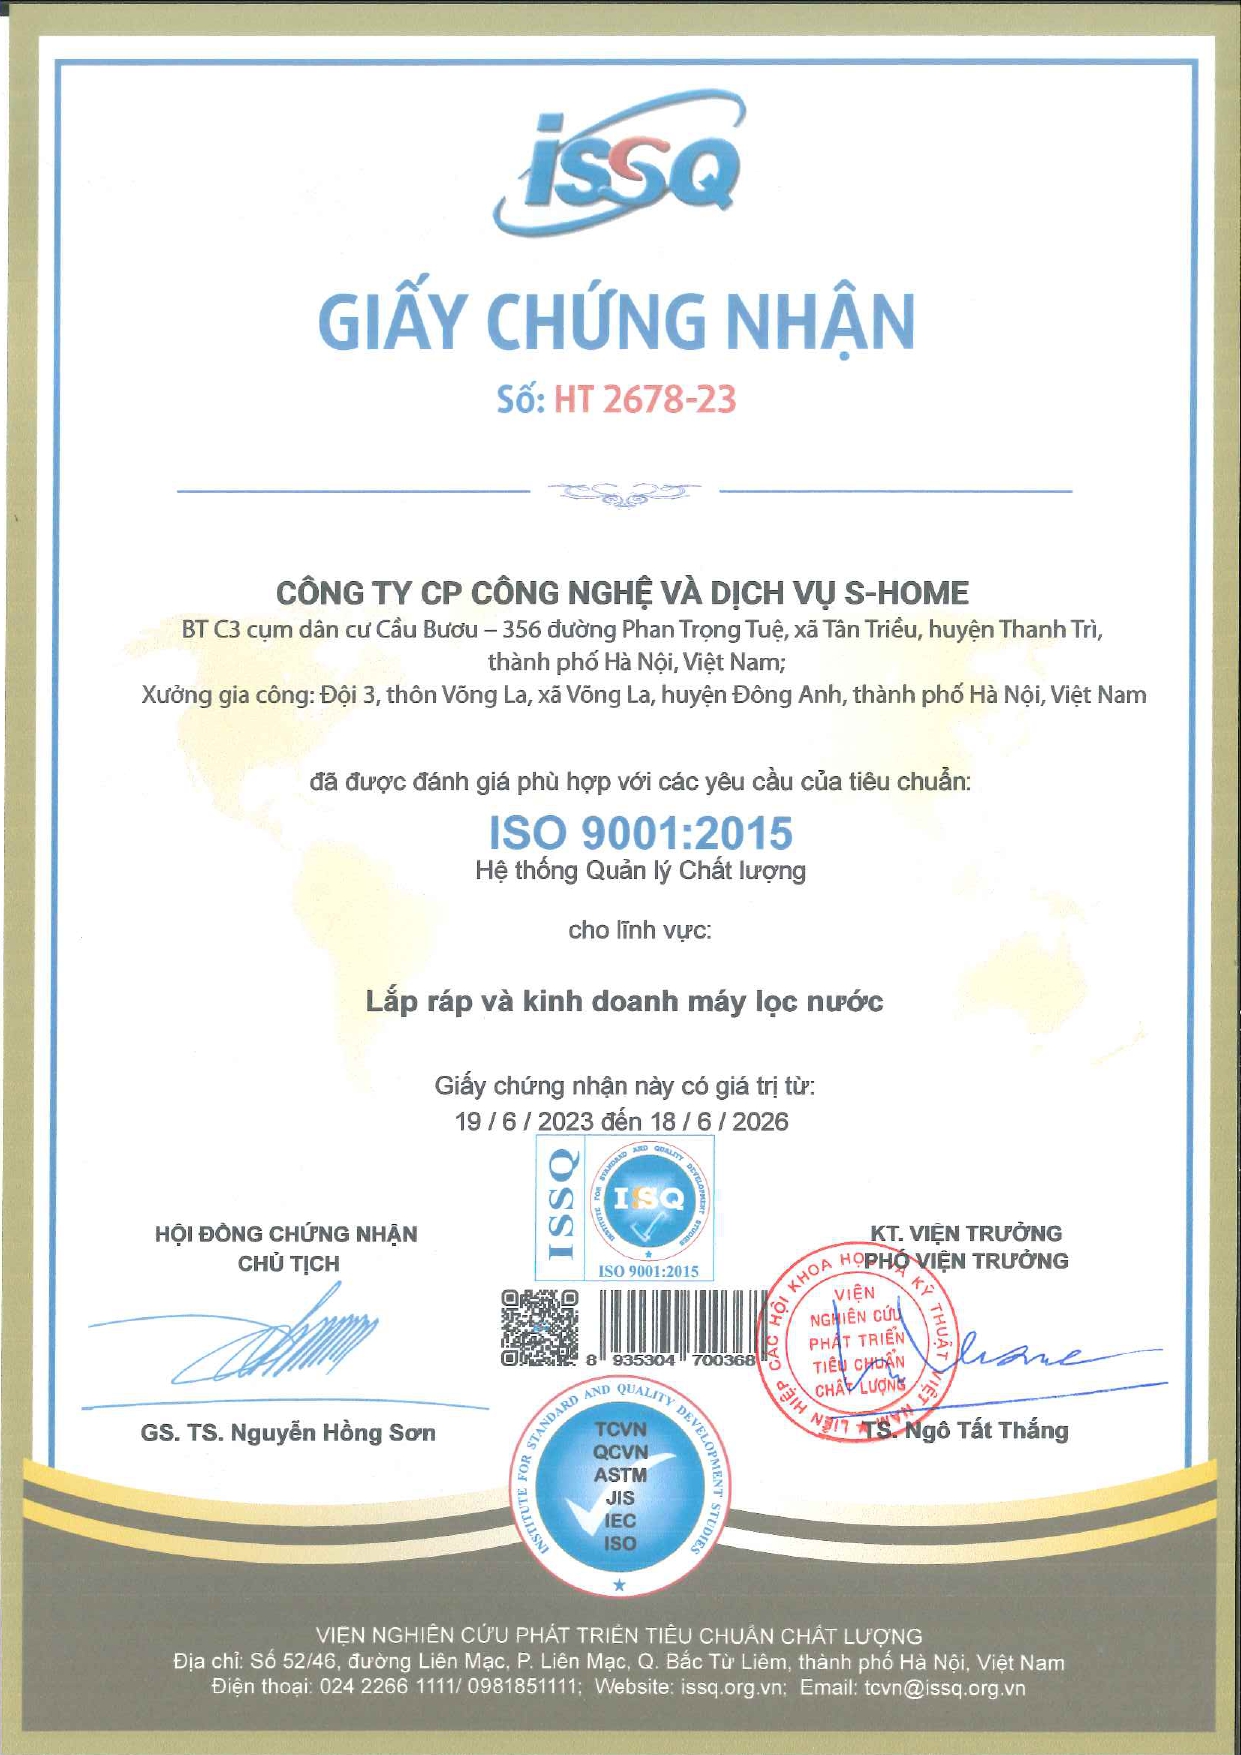 ISSQ
GIẤY CHỨNG NHẬN
Số: HT 2678-23
CÔNG TY CP CÔNG NGHỆ VÀ DỊCH VỤ S-HOME
BT C3 cụm dân cư Cầu Bươu – 356 đường Phan Trọng Tuệ, xã Tân Triều, huyện Thanh Trì,
thành phố Hà Nội, Việt Nam;
Xưởng gia công: Đội 3, thôn Võng La, xã Võng La, huyện Đông Anh, thành phố Hà Nội, Việt Nam
đã được đánh giá phù hợp với các yêu cầu của tiêu chuẩn:
ISO 9001:2015
Hệ thống Quản lý Chất lượng
cho lĩnh vực:
Lắp ráp và kinh doanh máy lọc nước
Giấy chứng nhận này có giá trị từ:
19 / 6 / 2023 đến 18 / 6 / 2026
ISSQ
INSTITUTE FOR STANDARD AND QUALITY DEVELOPMENT STUDIES
ISSQ
ISO 9001:2015
HỘI ĐỒNG CHỨNG NHẬN
CHỦ TỊCH
KT. VIỆN TRƯỞNG
PHÓ VIỆN TRƯỞNG
LIÊN HIỆP CÁC HỘI KHOA HỌC VÀ KỸ THUẬT VIỆT NAM
VIỆN
NGHIÊN CỨU
PHÁT TRIỂN
TIÊU CHUẨN
CHẤT LƯỢNG
8 935304 700368
GS. TS. Nguyễn Hồng Sơn
TS. Ngô Tất Thắng
INSTITUTE FOR STANDARD AND QUALITY DEVELOPMENT STUDIES
TCVN
QCVN
ASTM
JIS
IEC
ISO
VIỆN NGHIÊN CỨU PHÁT TRIỂN TIÊU CHUẨN CHẤT LƯỢNG
Địa chỉ: Số 52/46, đường Liên Mạc, P. Liên Mạc, Q. Bắc Từ Liêm, thành phố Hà Nội, Việt Nam
Điện thoại: 024 2266 1111/ 0981851111; Website: issq.org.vn; Email: tcvn@issq.org.vn